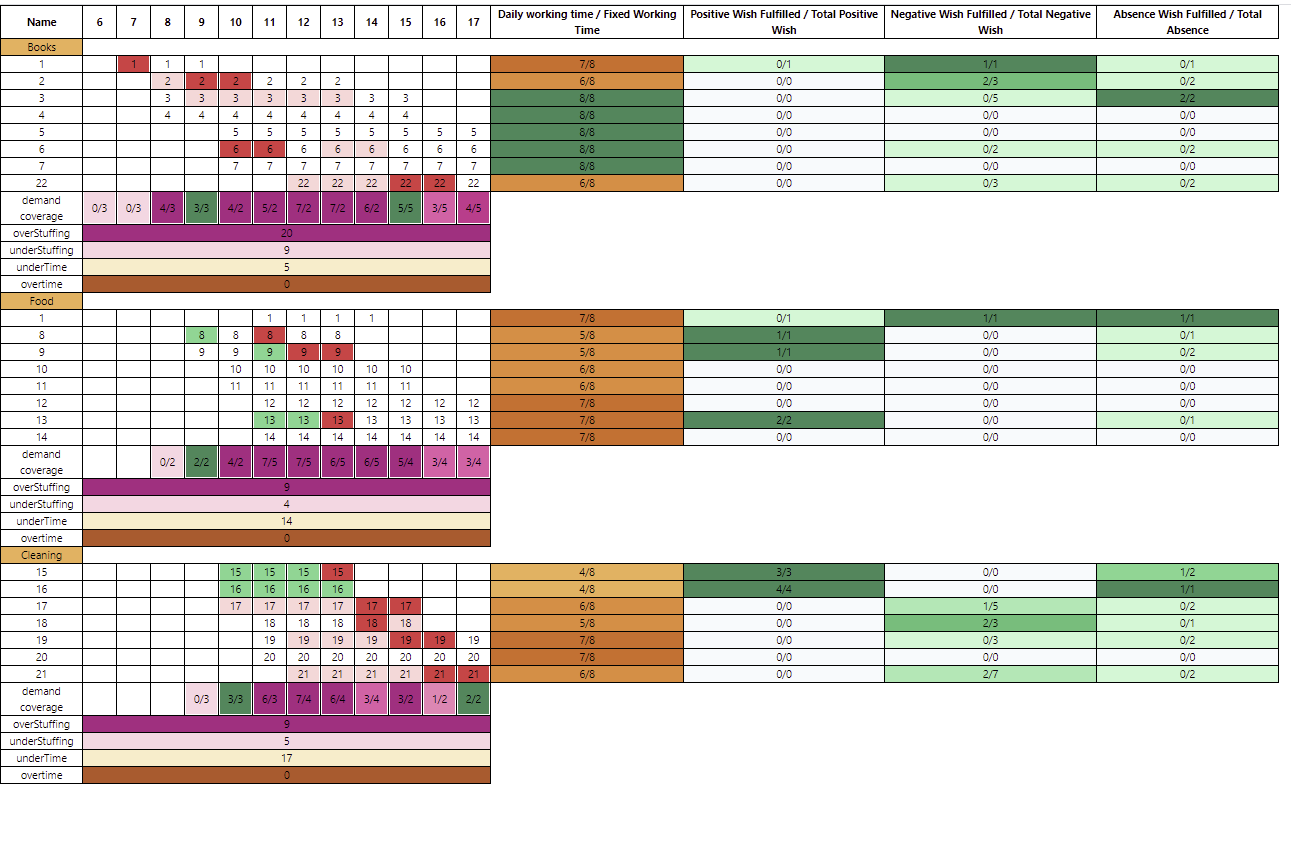 Name 6 7 8 9 10 11 12 13 14 15 16 17 Daily working time / Fixed Working Time Positive Wish Fulfilled / Total Positive Wish Negative Wish Fulfilled / Total Negative Wish Absence Wish Fulfilled / Total Absence
Books
1 1 1 1 7/8 0/1 1/1 0/1
2 2 2 2 2 2 2 6/8 0/0 2/3 0/2
3 3 3 3 3 3 3 3 3 8/8 0/0 0/5 2/2
4 4 4 4 4 4 4 4 4 8/8 0/0 0/0 0/0
5 5 5 5 5 5 5 5 5 8/8 0/0 0/0 0/0
6 6 6 6 6 6 6 6 6 8/8 0/0 0/2 0/2
7 7 7 7 7 7 7 7 7 8/8 0/0 0/0 0/0
22 22 22 22 22 22 22 6/8 0/0 0/3 0/2
demand coverage 0/3 0/3 4/3 3/3 4/2 5/2 7/2 7/2 6/2 5/5 3/5 4/5
overStuffing 20
underStuffing 9
underTime 5
overtime 0
Food
1 1 1 1 1 7/8 0/1 1/1 1/1
8 8 8 8 8 8 5/8 1/1 0/0 0/1
9 9 9 9 9 9 5/8 1/1 0/0 0/2
10 10 10 10 10 10 10 6/8 0/0 0/0 0/0
11 11 11 11 11 11 11 6/8 0/0 0/0 0/0
12 12 12 12 12 12 12 12 7/8 0/0 0/0 0/0
13 13 13 13 13 13 13 13 7/8 2/2 0/0 0/1
14 14 14 14 14 14 14 14 7/8 0/0 0/0 0/0
demand coverage 0/2 2/2 4/2 7/5 7/5 6/5 6/5 5/4 3/4 3/4
overStuffing 9
underStuffing 4
underTime 14
overtime 0
Cleaning
15 15 15 15 15 4/8 3/3 0/0 1/2
16 16 16 16 16 4/8 4/4 0/0 1/1
17 17 17 17 17 17 17 6/8 0/0 1/5 0/2
18 18 18 18 18 18 5/8 0/0 2/3 0/1
19 19 19 19 19 19 19 19 7/8 0/0 0/3 0/2
20 20 20 20 20 20 20 20 7/8 0/0 0/0 0/0
21 21 21 21 21 21 21 6/8 0/0 2/7 0/2
demand coverage 0/3 3/3 6/3 7/4 6/4 3/4 3/2 1/2 2/2
overStuffing 9
underStuffing 5
underTime 17
overtime 0